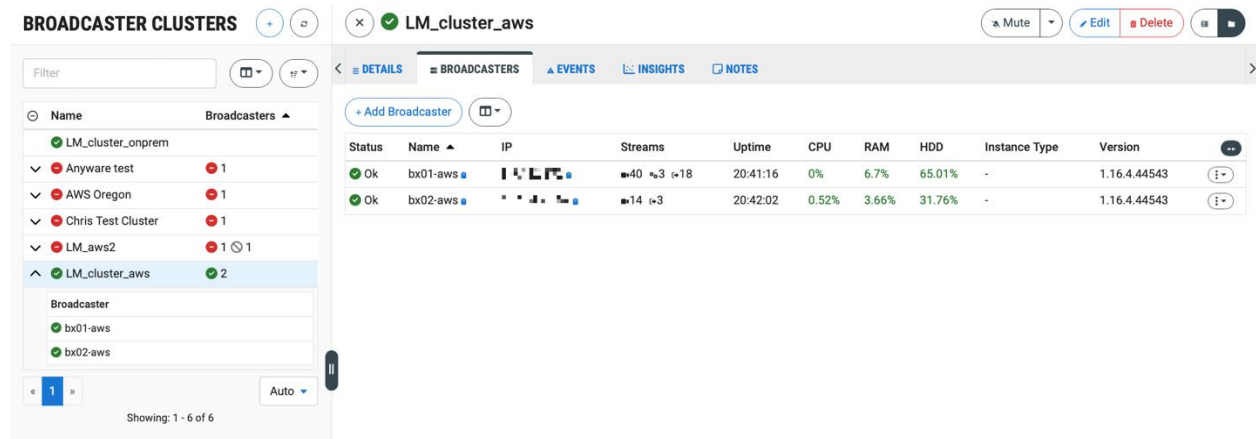 BROADCASTER CLUSTERS
LM_cluster_aws
Mute
Edit
Delete
Filter
DETAILS BROADCASTERS EVENTS INSIGHTS NOTES
+ Add Broadcaster
Name Broadcasters
LM_cluster_onprem
Anyware test 1
AWS Oregon 1
Chris Test Cluster 1
LM_aws2 1 1
LM_cluster_aws 2
Broadcaster
bx01-aws
bx02-aws
« 1 »
Auto
Showing: 1 - 6 of 6
Status Name IP Streams Uptime CPU RAM HDD Instance Type Version
Ok bx01-aws 40 3 18 20:41:16 0% 6.7% 65.01% - 1.16.4.44543
Ok bx02-aws 14 3 20:42:02 0.52% 3.66% 31.76% - 1.16.4.44543